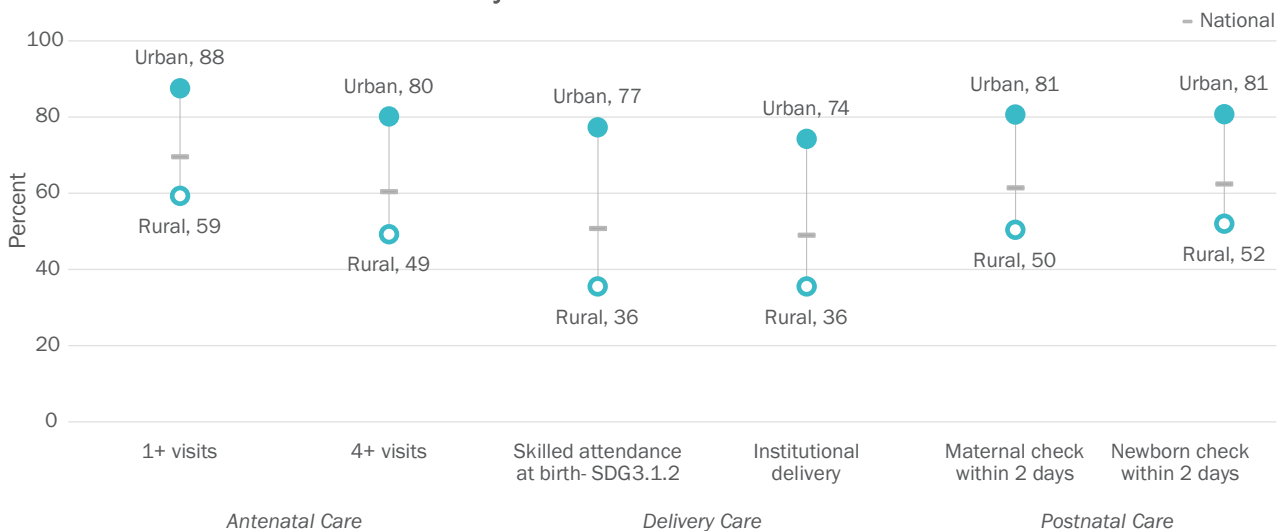 National
100
80
60
40
20
0
Percent
Urban, 88
Rural, 59
Urban, 80
Rural, 49
Urban, 77
Rural, 36
Urban, 74
Rural, 36
Urban, 81
Rural, 50
Urban, 81
Rural, 52
1+ visits
4+ visits
Skilled attendance
at birth- SDG3.1.2
Institutional
delivery
Maternal check
within 2 days
Newborn check
within 2 days
Antenatal Care
Delivery Care
Postnatal Care